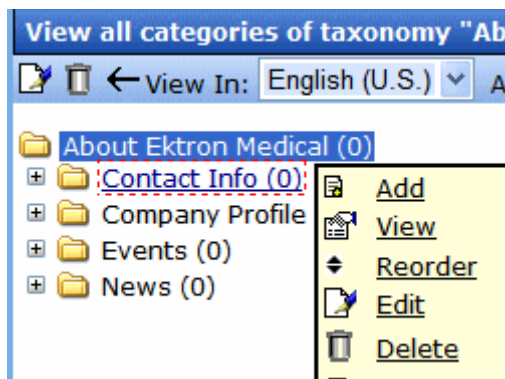 View all categories of taxonomy "Ab
View In: English (U.S.) A
About Ektron Medical (0)
Contact Info (0)
Company Profile
Events (0)
News (0)
Add
View
Reorder
Edit
Delete